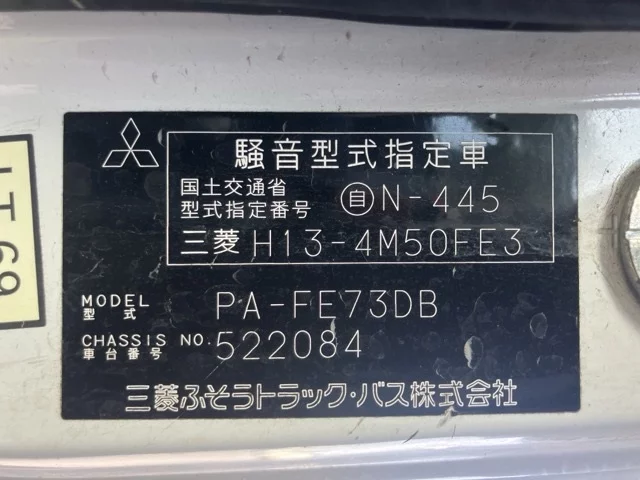 騒音型式指定車
国土交通省
型式指定番号 自N-445
三菱 H13-4M50FE3
MODEL
型式 PA-FE73DB
CHASSIS NO.
車台番号 522084
三菱ふそうトラック・バス株式会社